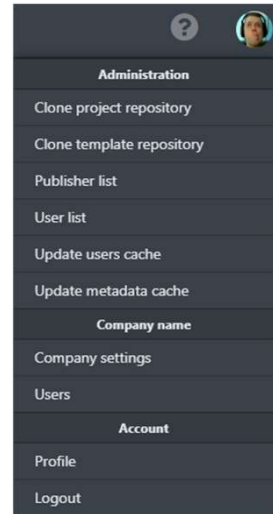 ?
Administration
Clone project repository
Clone template repository
Publisher list
User list
Update users cache
Update metadata cache
Company name
Company settings
Users
Account
Profile
Logout